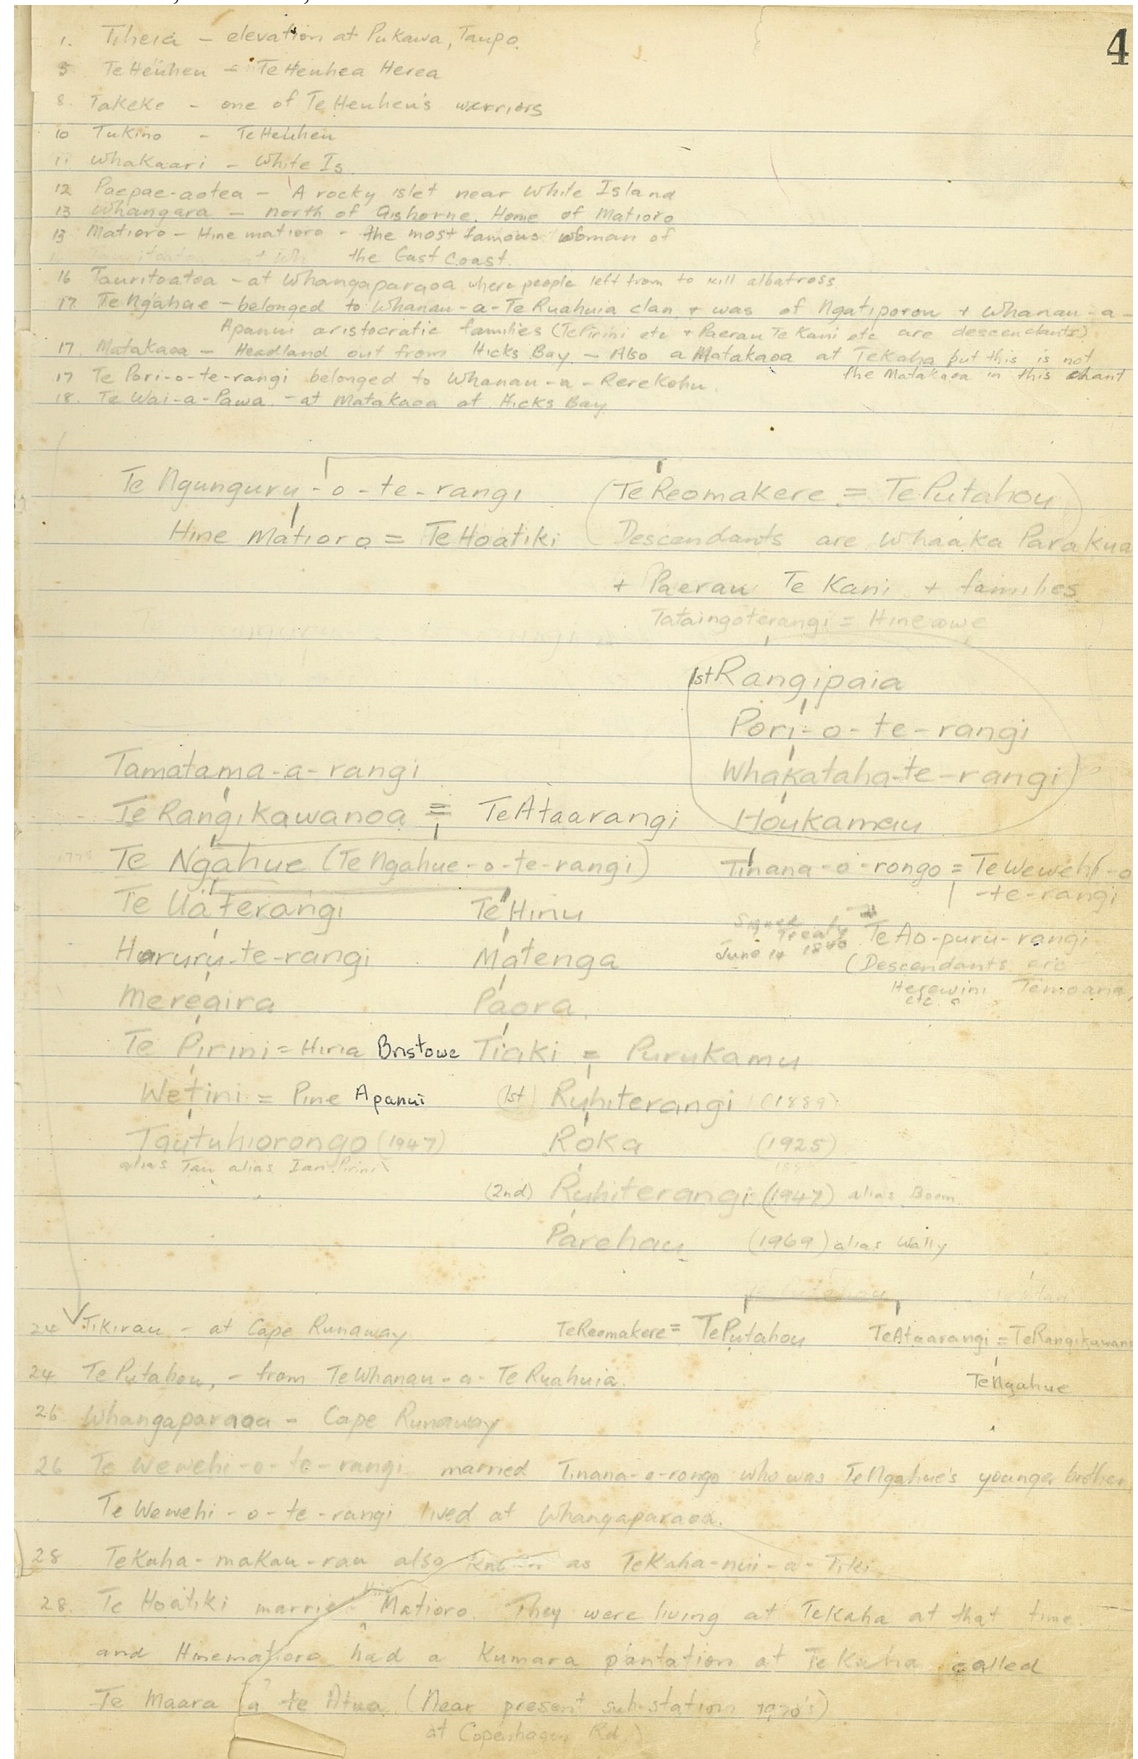 4
1. Tiheia - elevation at Pukawa, Taupo.
5 Te Heuheu = Te Heuhea Herea
8. Takeke - one of Te Heuheu's warriors
10 Tukino - Te Heuheu
11 Whakaari - White Is
12 Paepae-aotea - A rocky islet near White Island
13 Whangara - north of Gisborne. Home of Matioro
13 Matioro - Hine matioro - the most famous woman of
the East Coast.
16 Tauritoatoa - at Whangaparaoa where people left from to kill albatross
17. Te Ngahue - belonged to Whanau-a-Te Ruahuia clan + was of Ngatiporou + Whanau-a-
Apanui aristocratic families (Te Pirini etc + Paerau Te Kani etc are descendants).
17. Matakaoa - Headland out from Hicks Bay - Also a Matakaoa at Te Kaha but this is not
the Matakaoa in this chant
17 Te Pori-o-te-rangi belonged to Whanau-a-Rerekohu.
18. Te Wai-a-Pawa - at Matakaoa at Hicks Bay
Te Ngunguru-o-te-rangi (Te Reomakere = Te Putahou)
Hine Matioro = Te Hoatiki Descendants are Whaaka Parakua
+ Paerau Te Kani + families
Tataingoterangi = Hineawe
1st Rangipaia
Pori-o-te-rangi
Tamatama-a-rangi Whakataha-te-rangi
Te Rangikawanoa = Te Ataarangi Houkamau
Te Ngahue (Te Ngahue-o-te-rangi) Tinana-o-rongo = Te Wewehi-o
-te-rangi
Te Uaterangi Te Hinu
Signed Treaty
June 14 1840 Te Ao-puru-rangi
Haruru-te-rangi Matenga
(Descendants are
Herewini Temoana,
etc.
Mereaira Paora
Te Pirini = Hiria Bristowe Tiaki = Purukamu
Wetini = Pine Apanui (1st) Ruhiterangi (1889)
Tautuhiorongo (1947) Roka (1925)
alias Tau alias Ian Pirini
(2nd) Ruhiterangi (1947) alias Boom
Parehau (1969) alias Wally
24 Tikirau - at Cape Runaway Te Reomakere = Te Putahou Te Ataarangi = Te Rangikawano
24 Te Putahou, - from Te Whanau-a-Te Ruahuia. Te Ngahue
26 Whangaparaoa - Cape Runaway
26 Te Wewehi-o-te-rangi married Tinana-o-rongo who was Te Ngahue's younger brother
Te Wewehi-o-te-rangi lived at Whangaparaoa.
28 Te Kaha-makau-rau also known as Te Kaha-nui-a-Tiki.
28. Te Hoatiki married Hine Matioro. They were living at Te Kaha at that time
and Hinematioro had a Kumara plantation at Te Kaha called
Te Maara a te Atua. (Near present sub-station 1970's)
at Copenhagen Rd.)